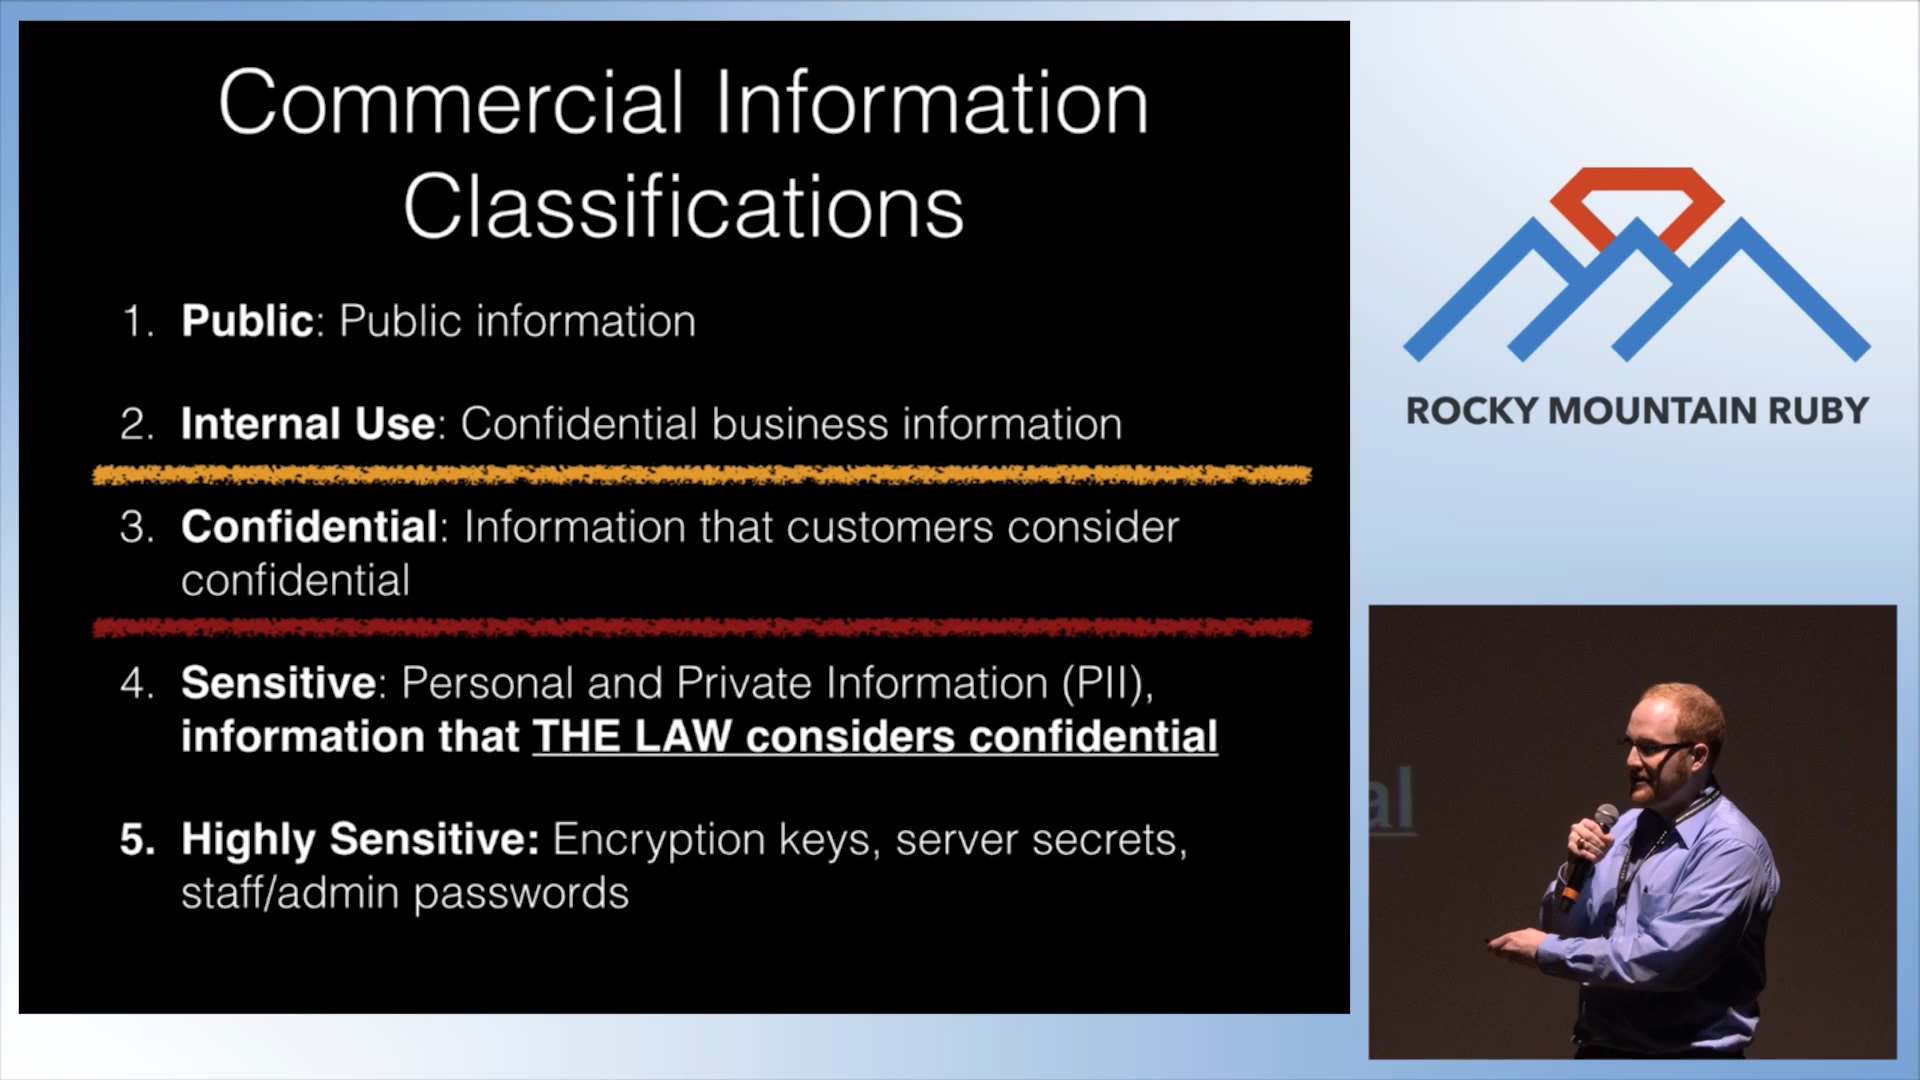 Commercial Information
Classifications
1. Public: Public information
2. Internal Use: Confidential business information
3. Confidential: Information that customers consider
confidential
4. Sensitive: Personal and Private Information (PII),
information that THE LAW considers confidential
5. Highly Sensitive: Encryption keys, server secrets,
staff/admin passwords
ROCKY MOUNTAIN RUBY
al